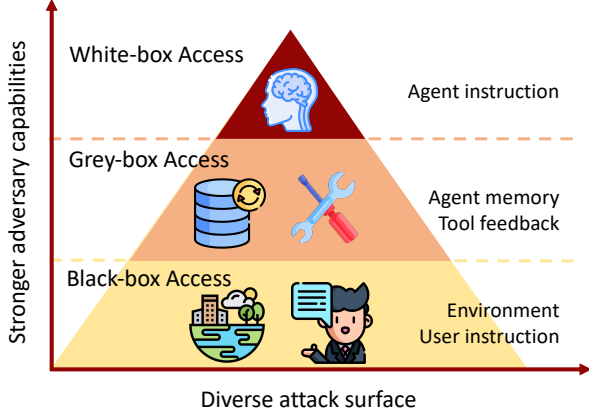 Stronger adversary capabilities
White-box Access
Agent instruction
Grey-box Access
Agent memory
Tool feedback
Black-box Access
Environment
User instruction
Diverse attack surface